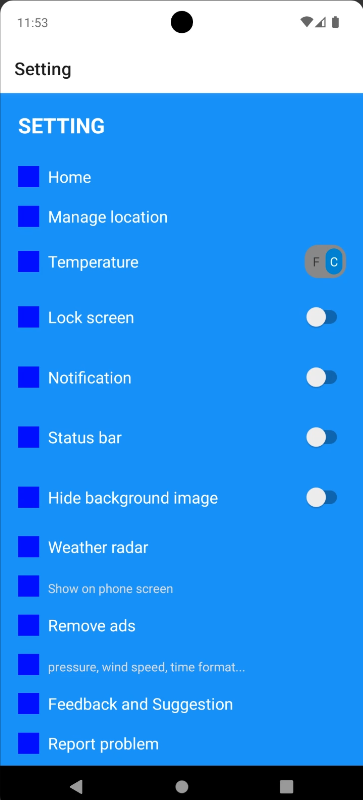 11:53
Setting
SETTING
Home
Manage location
Temperature
F C
Lock screen
Notification
Status bar
Hide background image
Weather radar
Show on phone screen
Remove ads
pressure, wind speed, time format...
Feedback and Suggestion
Report problem